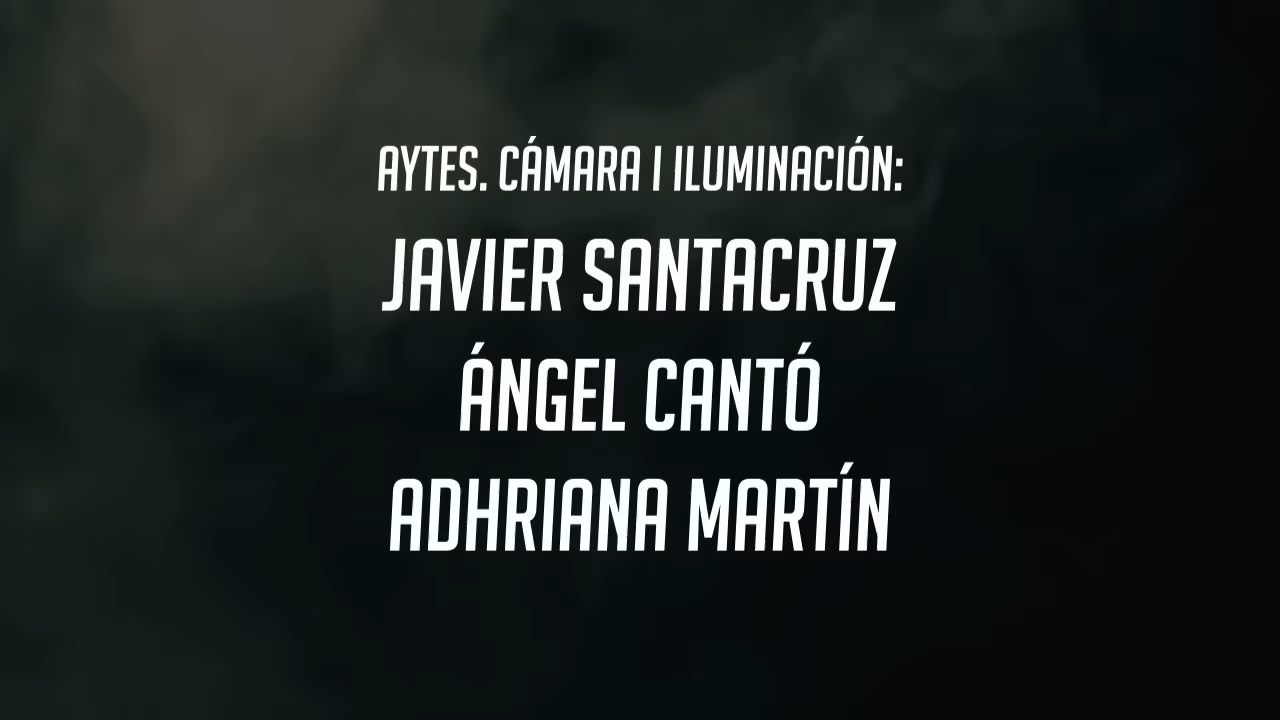 AYTES. CÁMARA I ILUMINACIÓN:
JAVIER SANTACRUZ
ÁNGEL CANTÓ
ADHRIANA MARTÍN